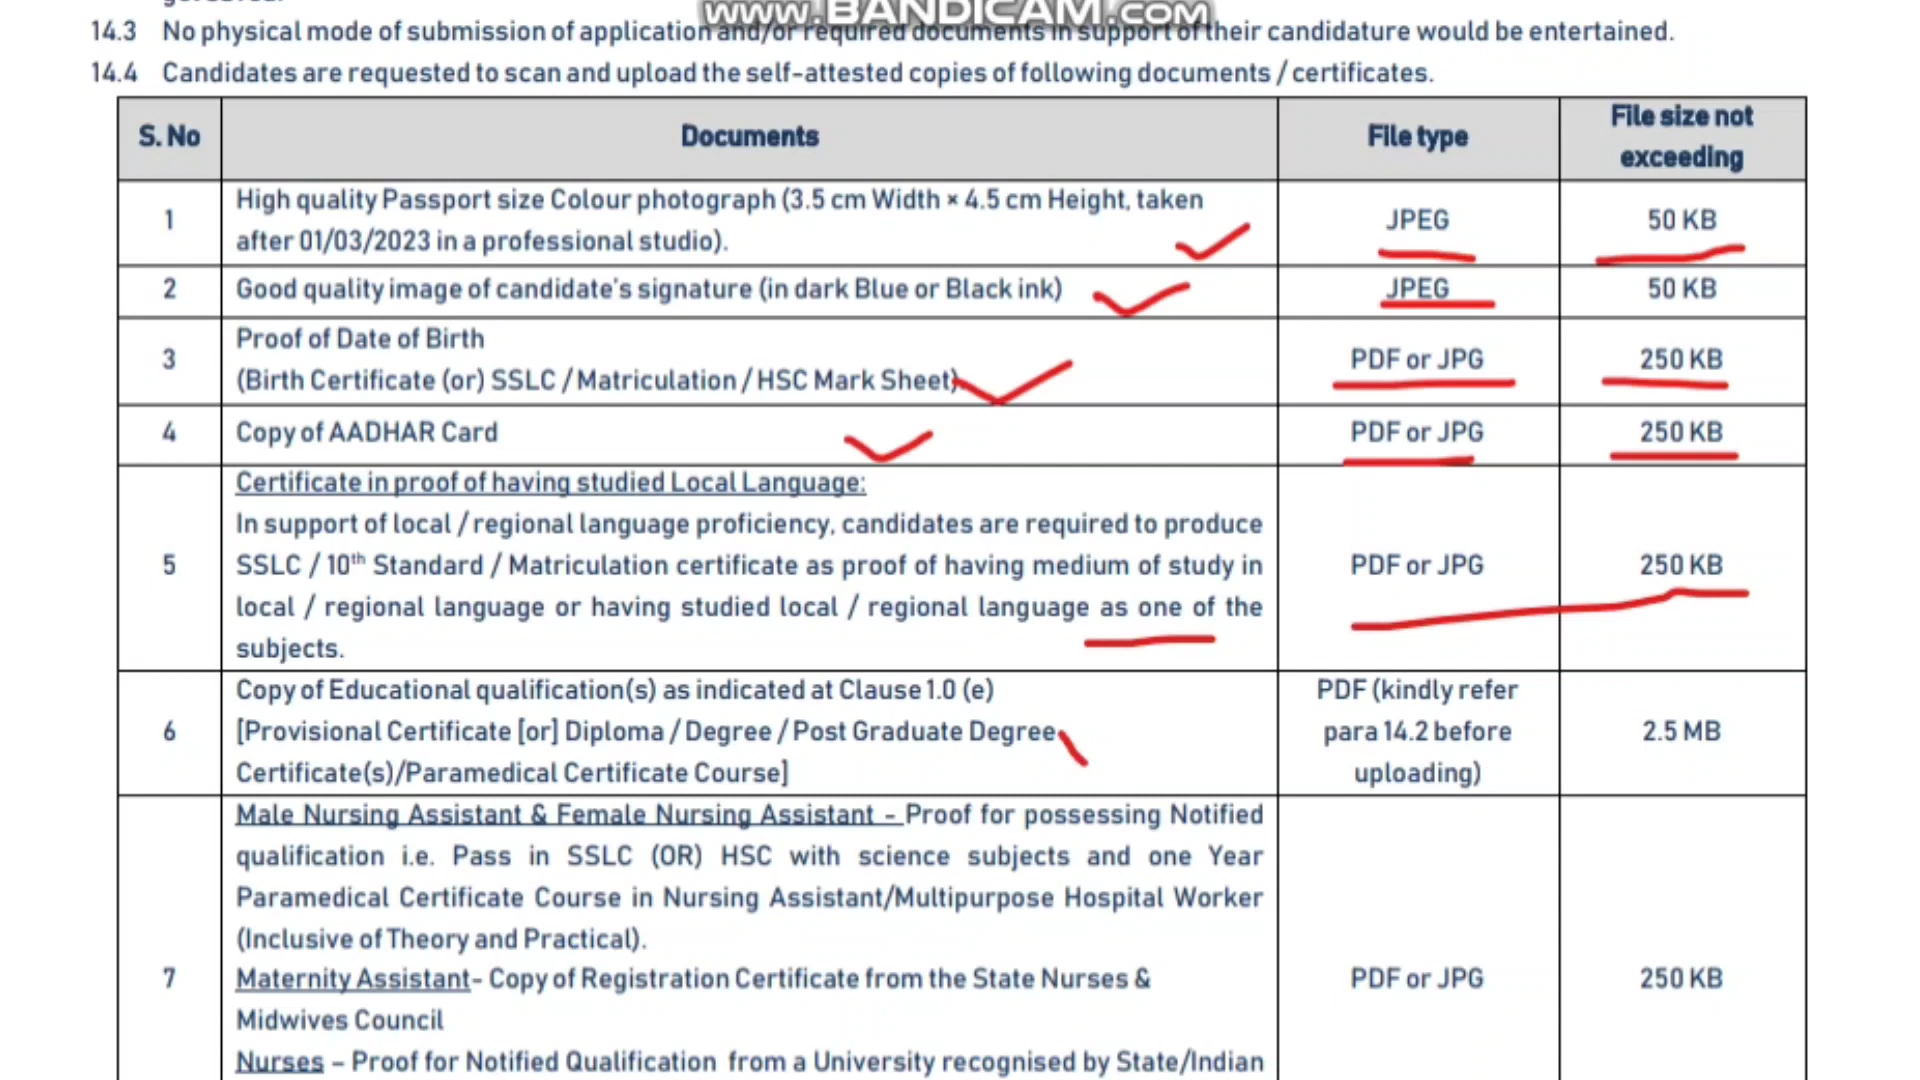 www.BANDICAM.com
14.3 No physical mode of submission of application and/or required documents in support of their candidature would be entertained.
14.4 Candidates are requested to scan and upload the self-attested copies of following documents / certificates.
S. No Documents File type File size not exceeding
1 High quality Passport size Colour photograph (3.5 cm Width × 4.5 cm Height, taken
after 01/03/2023 in a professional studio). JPEG 50 KB
2 Good quality image of candidate's signature (in dark Blue or Black ink) JPEG 50 KB
3 Proof of Date of Birth
(Birth Certificate (or) SSLC / Matriculation / HSC Mark Sheet) PDF or JPG 250 KB
4 Copy of AADHAR Card PDF or JPG 250 KB
5 Certificate in proof of having studied Local Language:
In support of local / regional language proficiency, candidates are required to produce
SSLC / 10th Standard / Matriculation certificate as proof of having medium of study in
local / regional language or having studied local / regional language as one of the
subjects. PDF or JPG 250 KB
6 Copy of Educational qualification(s) as indicated at Clause 1.0 (e)
[Provisional Certificate [or] Diploma / Degree / Post Graduate Degree
Certificate(s)/Paramedical Certificate Course]
PDF (kindly refer
para 14.2 before
uploading)
2.5 MB
7 Male Nursing Assistant & Female Nursing Assistant - Proof for possessing Notified
qualification i.e. Pass in SSLC (OR) HSC with science subjects and one Year
Paramedical Certificate Course in Nursing Assistant/Multipurpose Hospital Worker
(Inclusive of Theory and Practical).
Maternity Assistant- Copy of Registration Certificate from the State Nurses &
Midwives Council
Nurses – Proof for Notified Qualification from a University recognised by State/Indian
PDF or JPG 250 KB